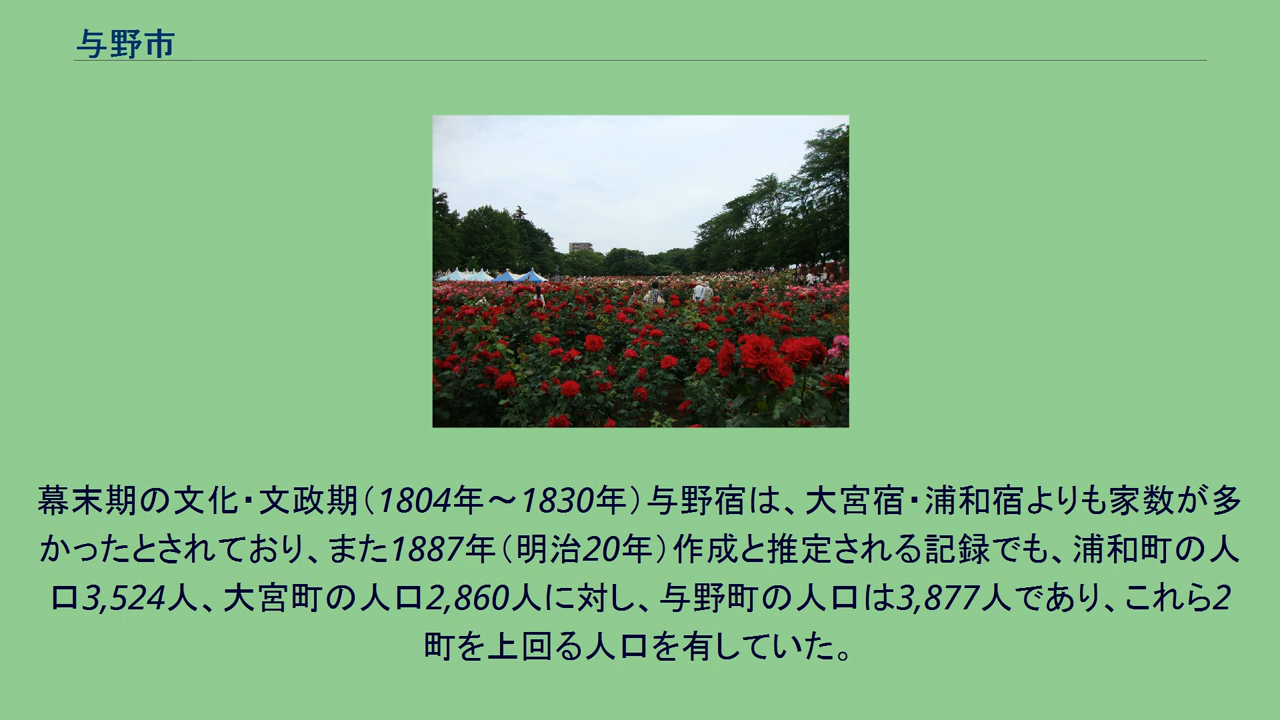 与野市
幕末期の文化・文政期（1804年～1830年）与野宿は、大宮宿・浦和宿よりも家数が多
かったとされており、また1887年（明治20年）作成と推定される記録でも、浦和町の人
口3,524人、大宮町の人口2,860人に対し、与野町の人口は3,877人であり、これら2
町を上回る人口を有していた。